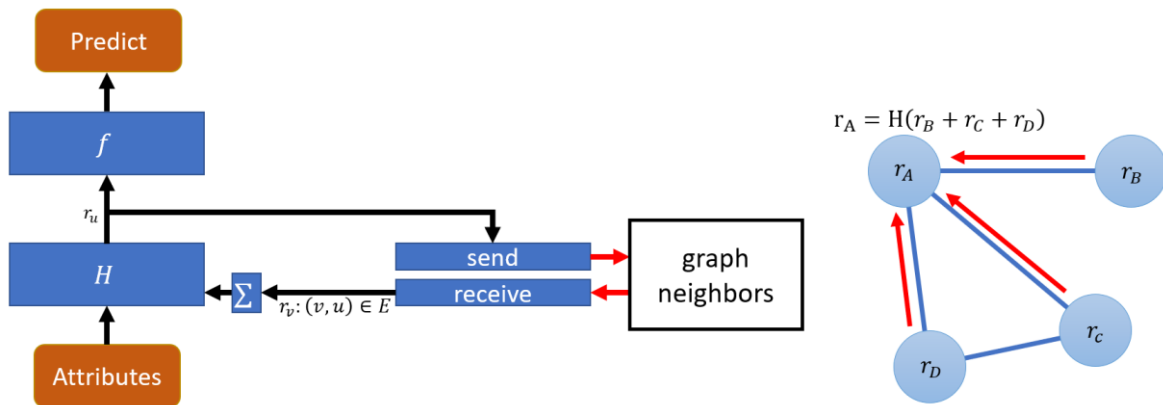 Predict
f
r_u
H
send
receive
∑
r_v: (v, u) ∈ E
graph
neighbors
Attributes
r_A = H(r_B + r_C + r_D)
r_A
r_B
r_C
r_D